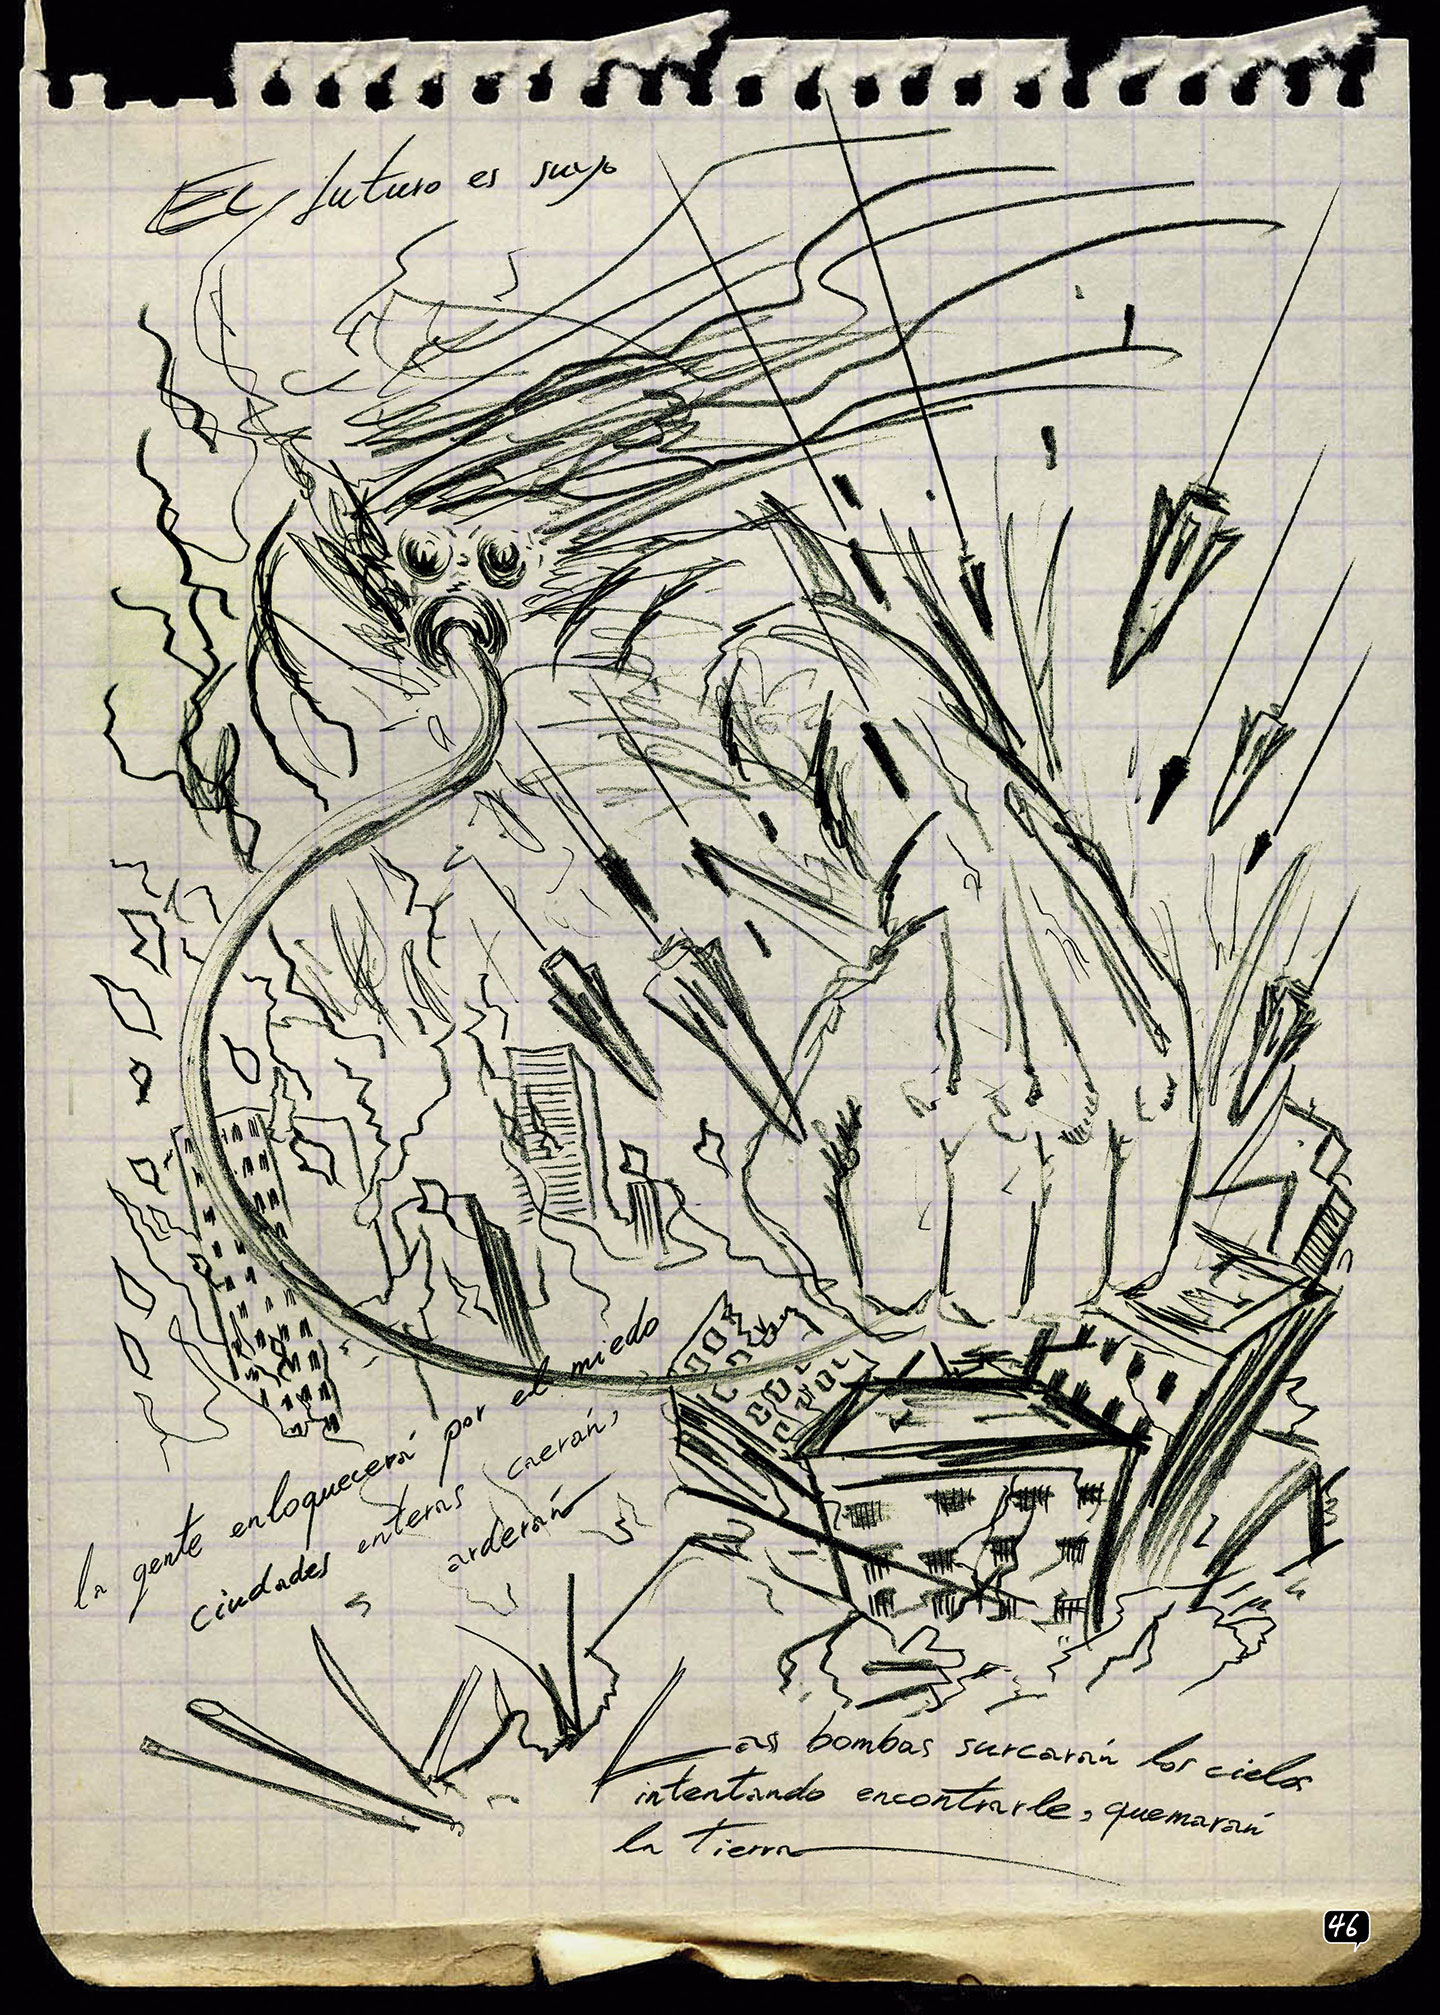 El futuro es suyo
la gente enloquecerá por el miedo
ciudades enteras caerán,
arderán
Las bombas surcarán los cielos
intentando encontrarle, quemarán
la tierra
46